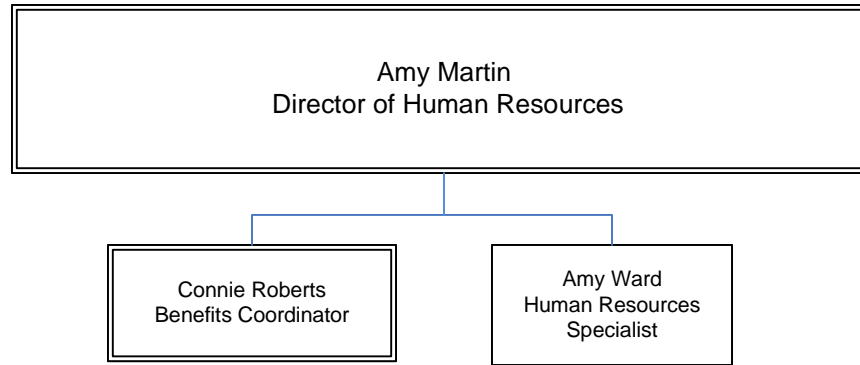 Amy Martin
Director of Human Resources
Connie Roberts
Benefits Coordinator
Amy Ward
Human Resources
Specialist